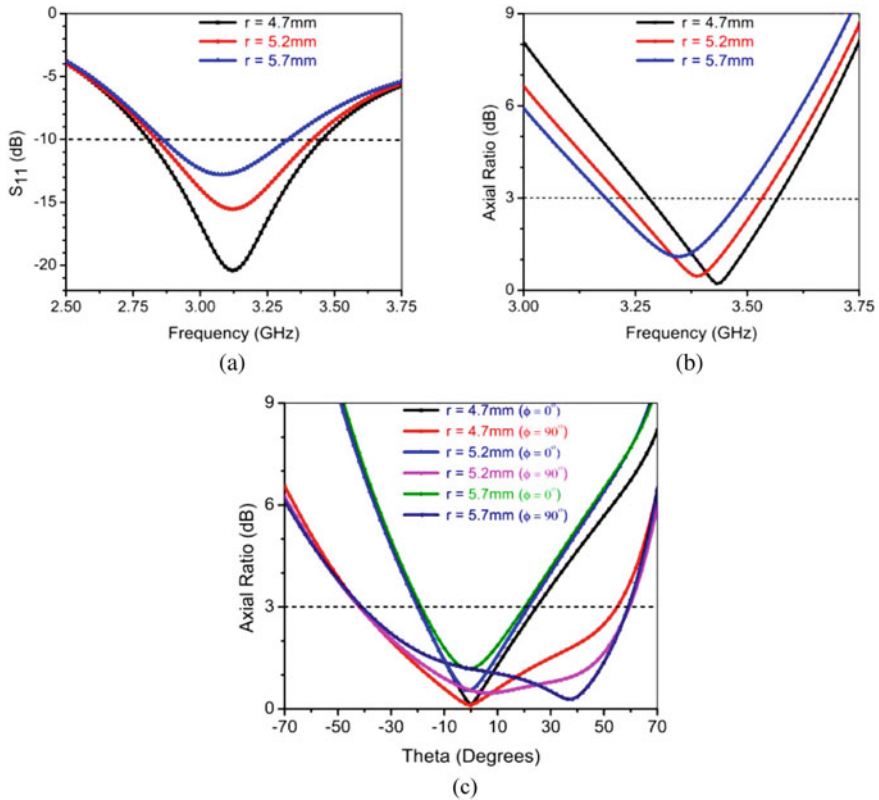 0
-5
-10
-15
-20
S11 (dB)
r = 4.7mm
r = 5.2mm
r = 5.7mm
2.50 2.75 3.00 3.25 3.50 3.75
Frequency (GHz)
(a)
9
6
3
0
Axial Ratio (dB)
r = 4.7mm
r = 5.2mm
r = 5.7mm
3.00 3.25 3.50 3.75
Frequency (GHz)
(b)
9
6
3
0
Axial Ratio (dB)
r = 4.7mm (ϕ = 0°)
r = 4.7mm (ϕ = 90°)
r = 5.2mm (ϕ = 0°)
r = 5.2mm (ϕ = 90°)
r = 5.7mm (ϕ = 0°)
r = 5.7mm (ϕ = 90°)
-70 -50 -30 -10 10 30 50 70
Theta (Degrees)
(c)